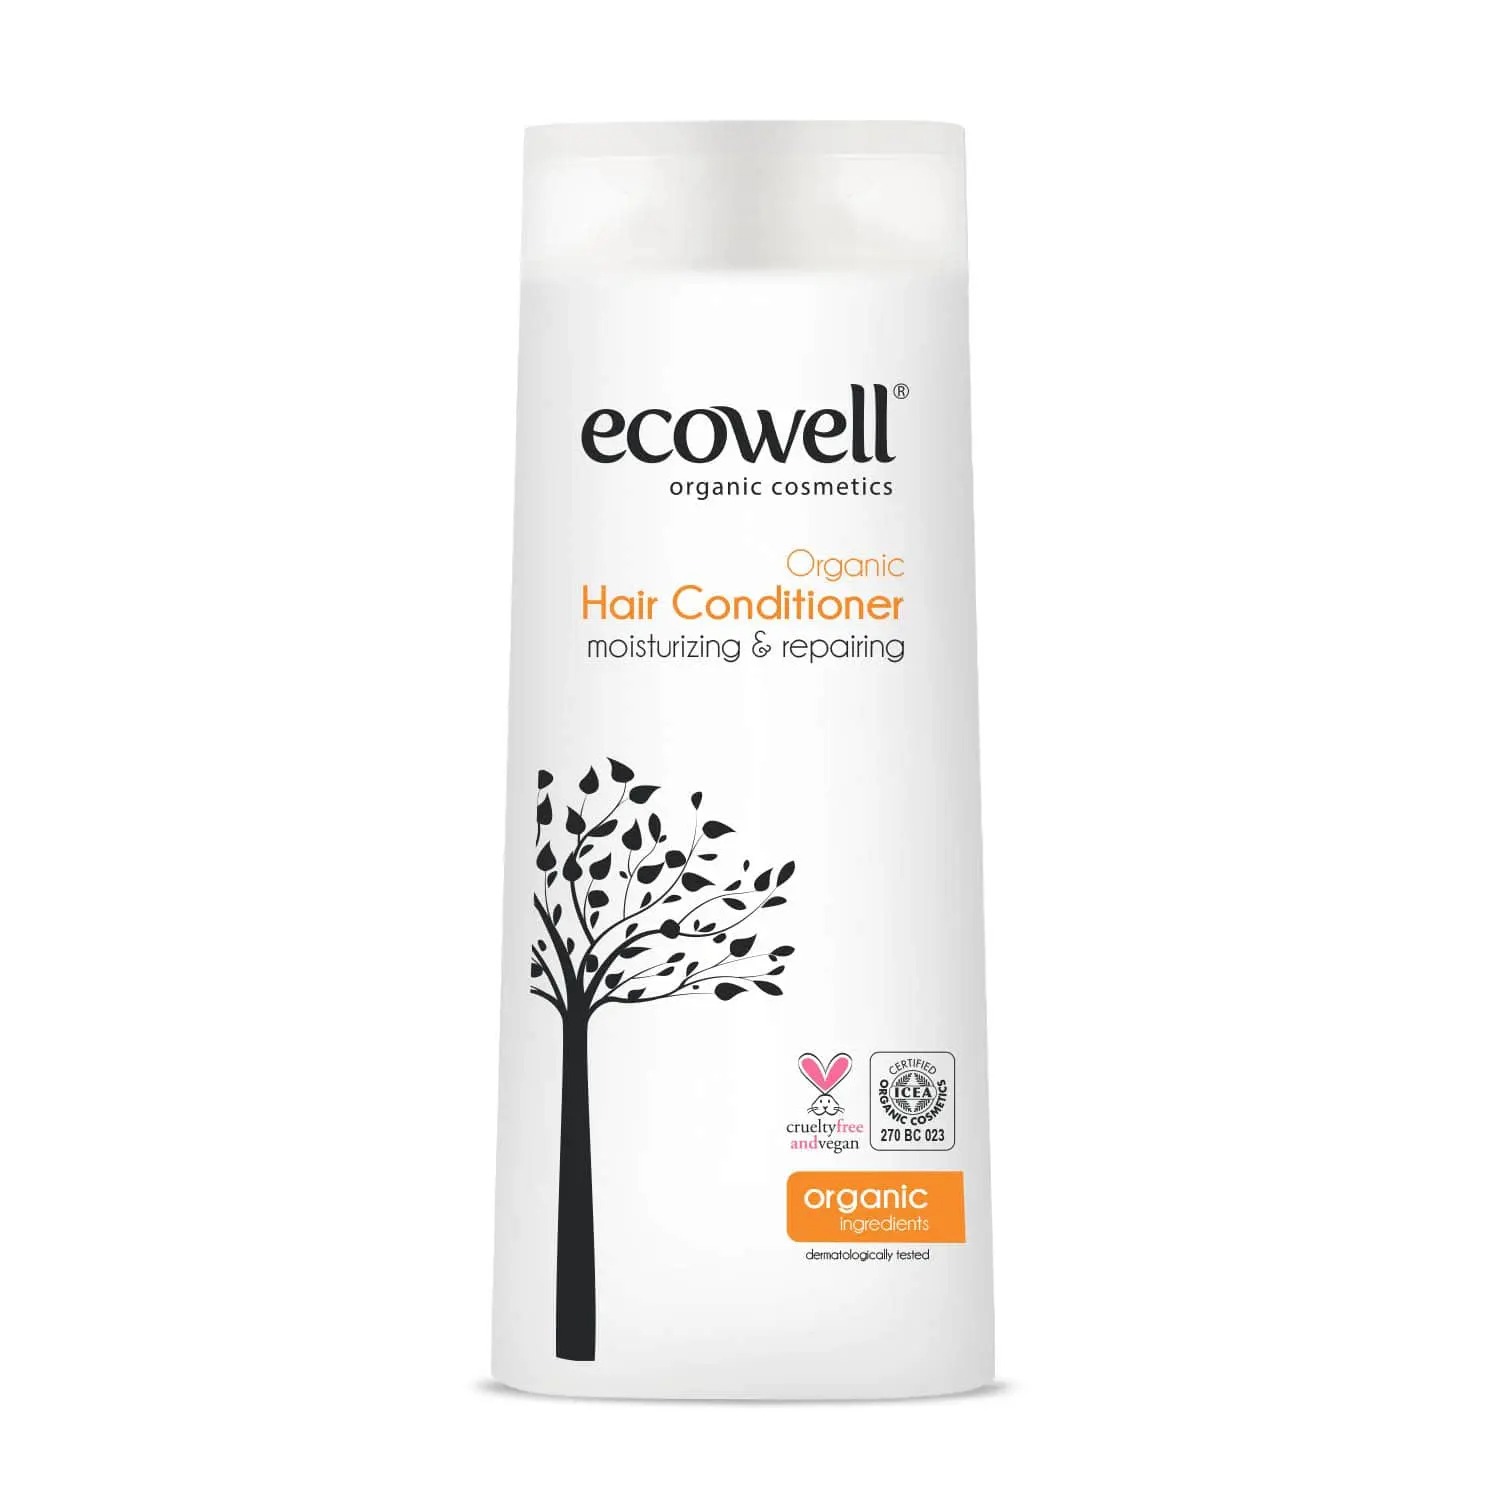 ecowell®
organic cosmetics
Organic
Hair Conditioner
moisturizing & repairing
crueltyfree
andvegan
CERTIFIED
ICEA
ORGANIC COSMETICS
270 BC 023
organic
ingredients
dermatologically tested